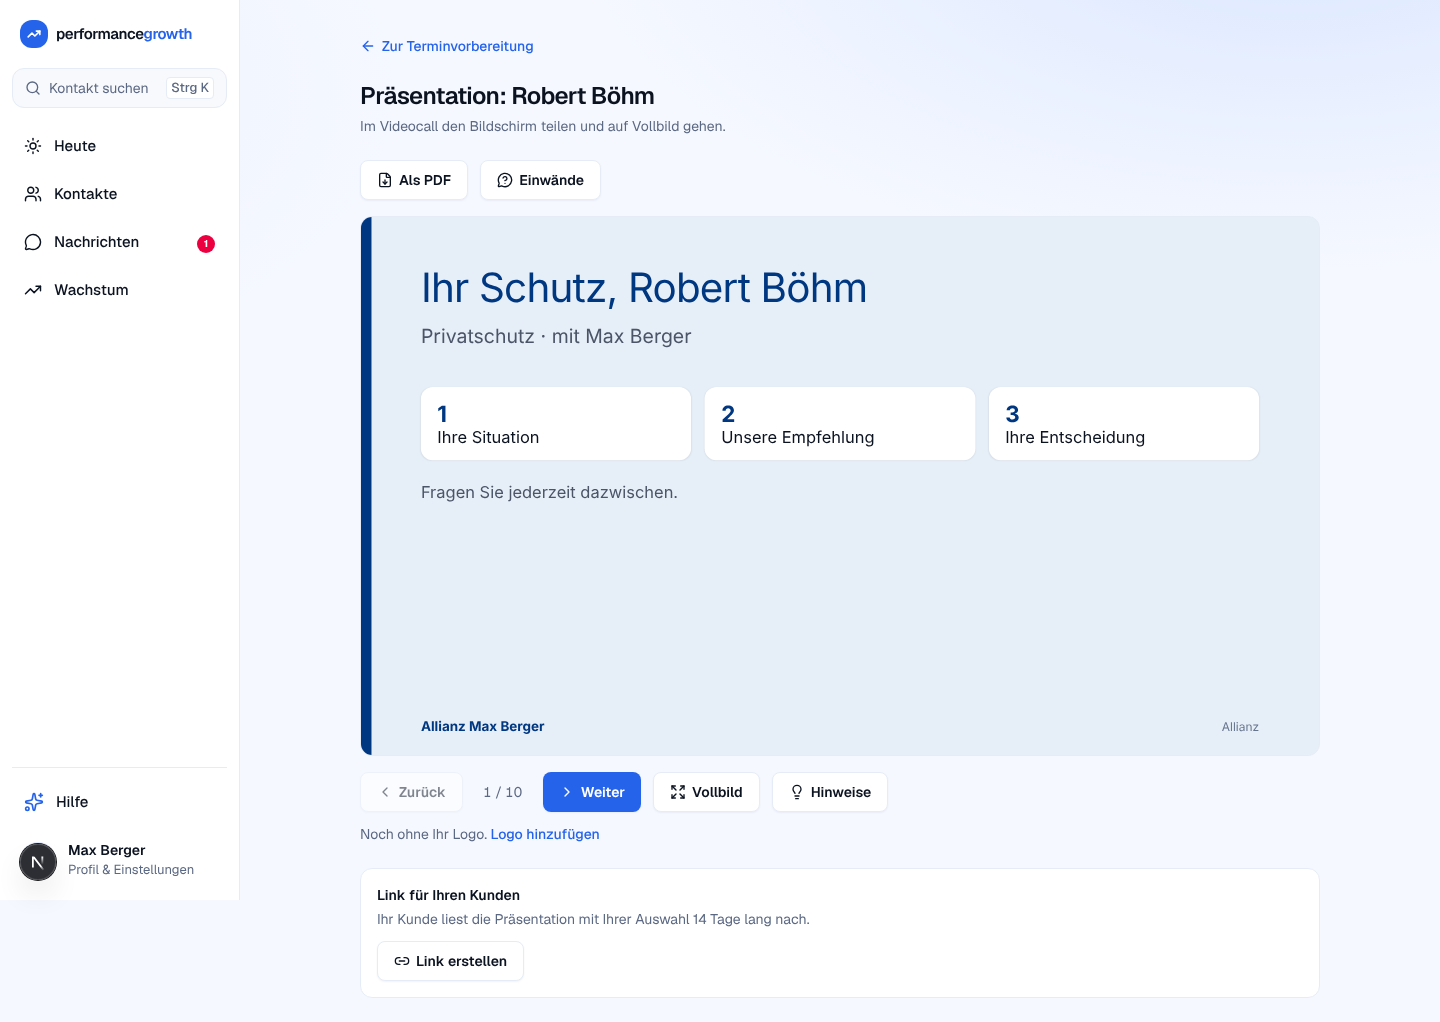 performancegrowth
Kontakt suchen
Strg K
Heute
Kontakte
Nachrichten
1
Wachstum
Hilfe
N
Max Berger
Profil & Einstellungen
Zur Terminvorbereitung
Präsentation: Robert Böhm
Im Videocall den Bildschirm teilen und auf Vollbild gehen.
Als PDF
Einwände
Ihr Schutz, Robert Böhm
Privatschutz · mit Max Berger
1
Ihre Situation
2
Unsere Empfehlung
3
Ihre Entscheidung
Fragen Sie jederzeit dazwischen.
Allianz Max Berger
Allianz
Zurück
1 / 10
Weiter
Vollbild
Hinweise
Noch ohne Ihr Logo. Logo hinzufügen
Link für Ihren Kunden
Ihr Kunde liest die Präsentation mit Ihrer Auswahl 14 Tage lang nach.
Link erstellen